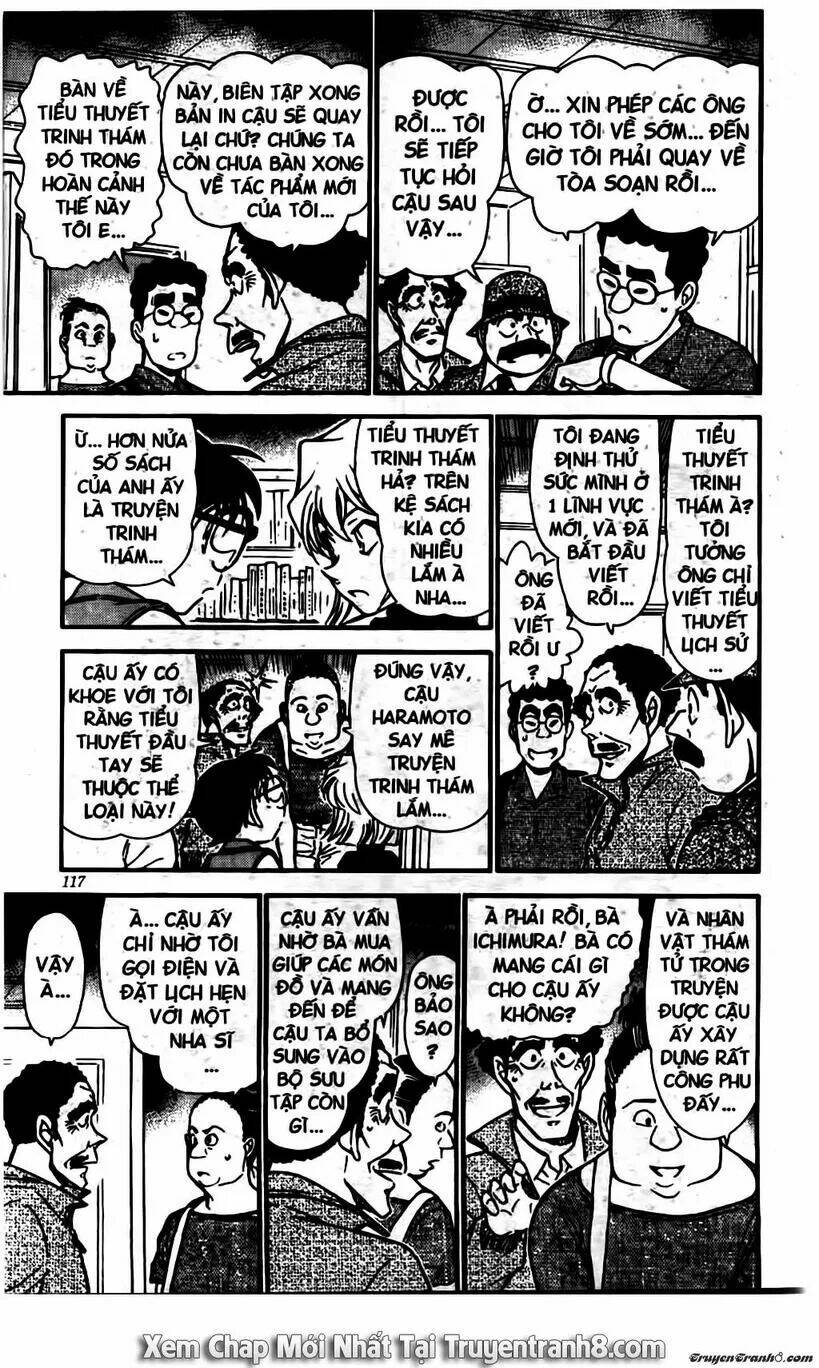 Ờ... XIN PHÉP CÁC ÔNG
CHO TÔI VỀ SỚM... ĐẾN
GIỜ TÔI PHẢI QUAY VỀ
TÒA SOẠN RỒI...
ĐƯỢC
RỒI... TÔI
SẼ TIẾP
TỤC HỎI
CẬU SAU
VẬY...
NÀY, BIÊN TẬP XONG
BẢN IN CẬU SẼ QUAY
LẠI CHỨ? CHÚNG TA
CÒN CHƯA BÀN XONG
VỀ TÁC PHẨM MỚI
CỦA TÔI...
BÀN VỀ
TIỂU THUYẾT
TRINH THÁM
ĐÓ TRONG
HOÀN CẢNH
THẾ NÀY
TÔI E...
TIỂU
THUYẾT
TRINH
THÁM À?
TÔI
TƯỞNG
ÔNG CHỈ
VIẾT TIỂU
THUYẾT
LỊCH SỬ
...
TÔI ĐANG
ĐỊNH THỬ
SỨC MÌNH Ở
1 LĨNH VỰC
MỚI, VÀ ĐÃ
BẮT ĐẦU
VIẾT
RỒI...
ÔNG
ĐÃ
VIẾT
RỒI Ư
?
TIỂU THUYẾT
TRINH THÁM
HẢ? TRÊN
KỆ SÁCH
KIA CÓ
NHIỀU
LẮM À
NHA...
Ừ... HƠN NỬA
SỐ SÁCH
CỦA ANH ẤY
LÀ TRUYỆN
TRINH
THÁM...
ĐÚNG VẬY,
CẬU
HARAMOTO
SAY MÊ
TRUYỆN
TRINH THÁM
LẮM...
CẬU ẤY CÓ
KHOE VỚI TÔI
RẰNG TIỂU
THUYẾT ĐẦU
TAY SẼ
THUỘC THỂ
LOẠI NÀY!
117
VÀ NHÂN
VẬT THÁM
TỬ TRONG
TRUYỆN
ĐƯỢC CẬU
ẤY XÂY
DỰNG RẤT
CÔNG PHU
ĐẤY...
À PHẢI RỒI, BÀ
ICHIMURA! BÀ CÓ
MANG CÁI GÌ
CHO CẬU ẤY
KHÔNG?
ÔNG
BẢO
SAO
?
CẬU ẤY VẪN
NHỜ BÀ MUA
GIÚP CÁC MÓN
ĐỒ VÀ MANG
ĐẾN ĐỂ
CẬU TA BỔ
SUNG VÀO
BỘ SƯU
TẬP CÒN
GÌ...
À... CẬU ẤY
CHỈ NHỜ TÔI
GỌI ĐIỆN VÀ
ĐẶT LỊCH HẸN
VỚI MỘT
NHA SĨ
...
VẬY
À...
Xem Chap Mới Nhất Tại Truyentranh8.com
TruyenTranh8.com